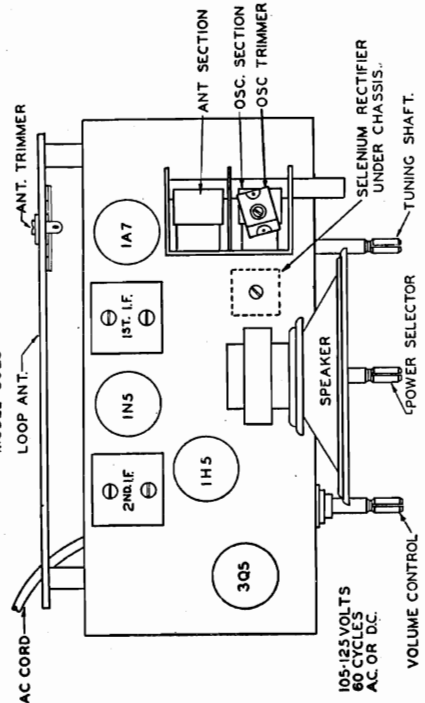 LOOP ANT.
ANT. TRIMMER
AC CORD
2ND. I.F.
1N5
1ST. I.F.
1A7
ANT SECTION
OSC. SECTION
OSC TRIMMER
1H5
3Q5
SELENIUM RECTIFIER
UNDER CHASSIS.
SPEAKER
105-125 VOLTS
60 CYCLES
AC. OR D.C.
VOLUME CONTROL
POWER SELECTOR
TUNING SHAFT.